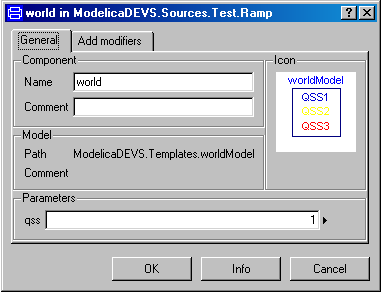 world in ModelicaDEVS.Sources.Test.Ramp
General
Add modifiers
Component
Name world
Comment
Icon
worldModel
QSS1
QSS2
QSS3
Model
Path ModelicaDEVS.Templates.worldModel
Comment
Parameters
qss 1
OK
Info
Cancel